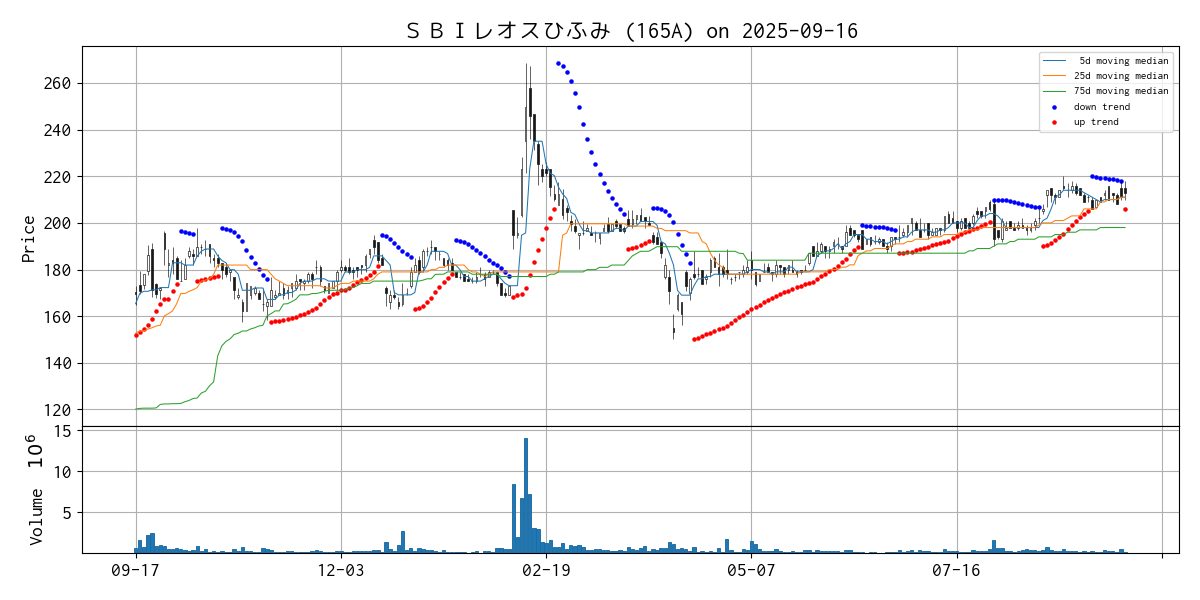 ＳＢＩレオスひふみ (165A) on 2025-09-16
5d moving median
25d moving median
75d moving median
down trend
up trend
Price
260
240
220
200
180
160
140
120
Volume 10^6
15
10
5
09-17
12-03
02-19
05-07
07-16